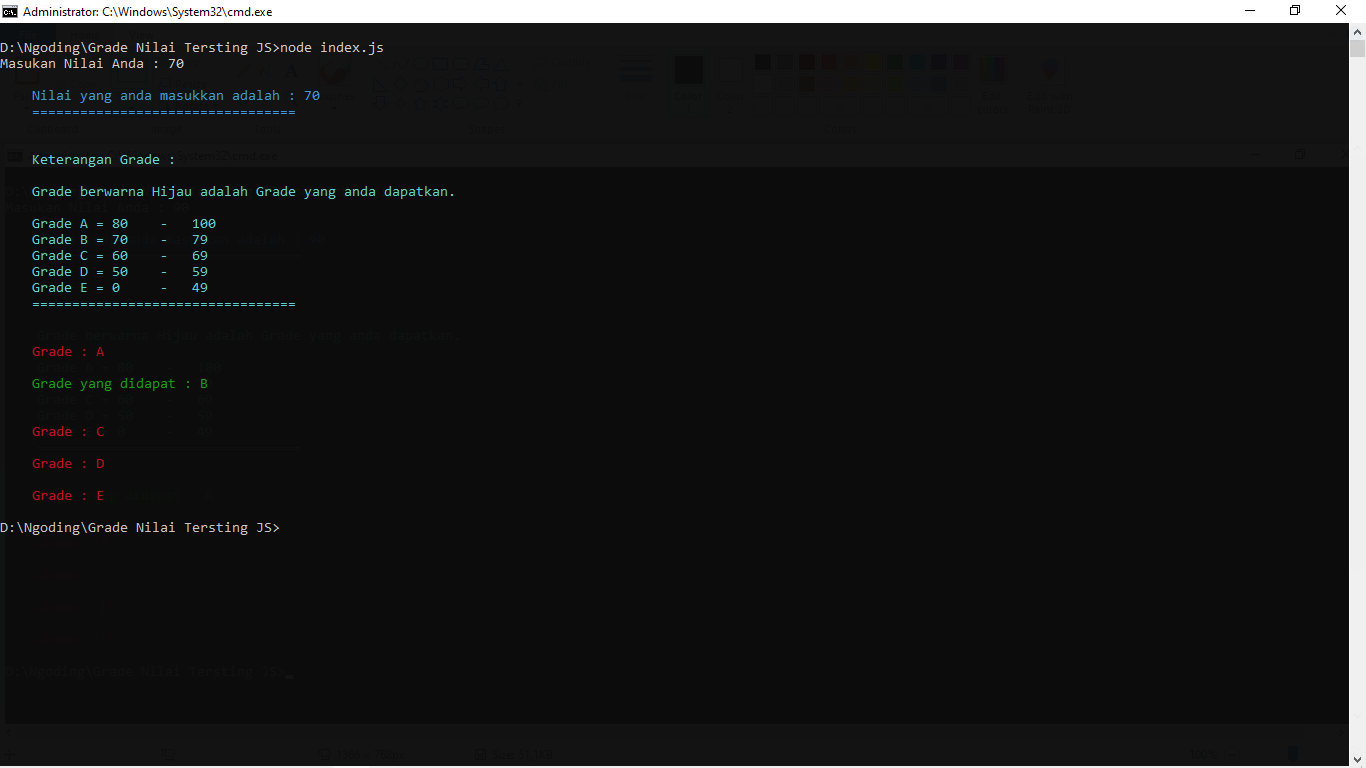 Administrator: C:\Windows\System32\cmd.exe
D:\Ngoding\Grade Nilai Tersting JS>node index.js
Masukan Nilai Anda : 70
Nilai yang anda masukkan adalah : 70
=================================
Keterangan Grade :
Grade berwarna Hijau adalah Grade yang anda dapatkan.
Grade A = 80    -   100
Grade B = 70    -   79
Grade C = 60    -   69
Grade D = 50    -   59
Grade E = 0     -   49
=================================
Grade : A
Grade yang didapat : B
Grade : C
Grade : D
Grade : E
D:\Ngoding\Grade Nilai Tersting JS>